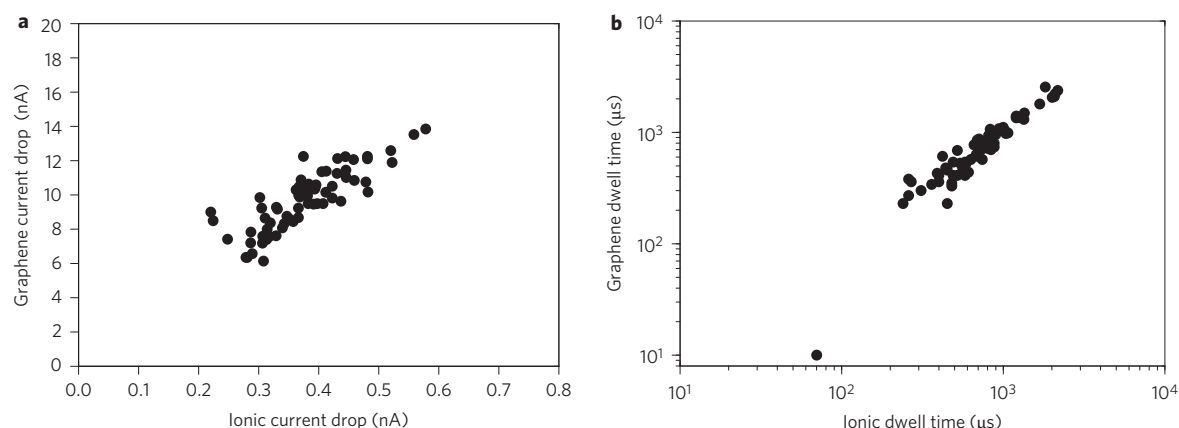 a
20
18
16
14
12
10
8
6
4
2
0
Graphene current drop (nA)
0.0 0.1 0.2 0.3 0.4 0.5 0.6 0.7 0.8
Ionic current drop (nA)
b
10⁴
10³
10²
10¹
Graphene dwell time (µs)
10¹ 10² 10³ 10⁴
Ionic dwell time (µs)